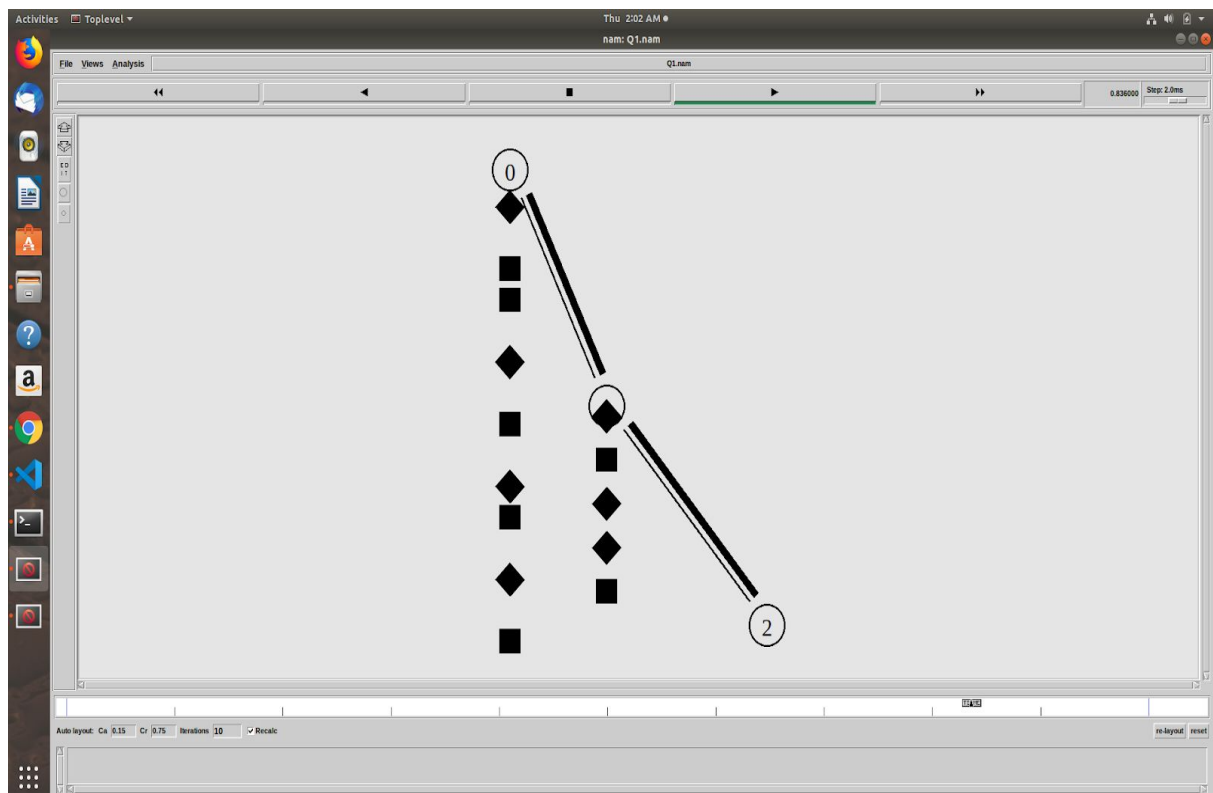 Activities Toplevel Thu 2:02 AM
nam: Q1.nam
File Views Analysis Q1.nam
0.836000 Step: 2.0ms
E D
I T
0
2
TIME
Auto layout: Ca 0.15 Cr 0.75 Iterations 10 Recalc re-layout reset